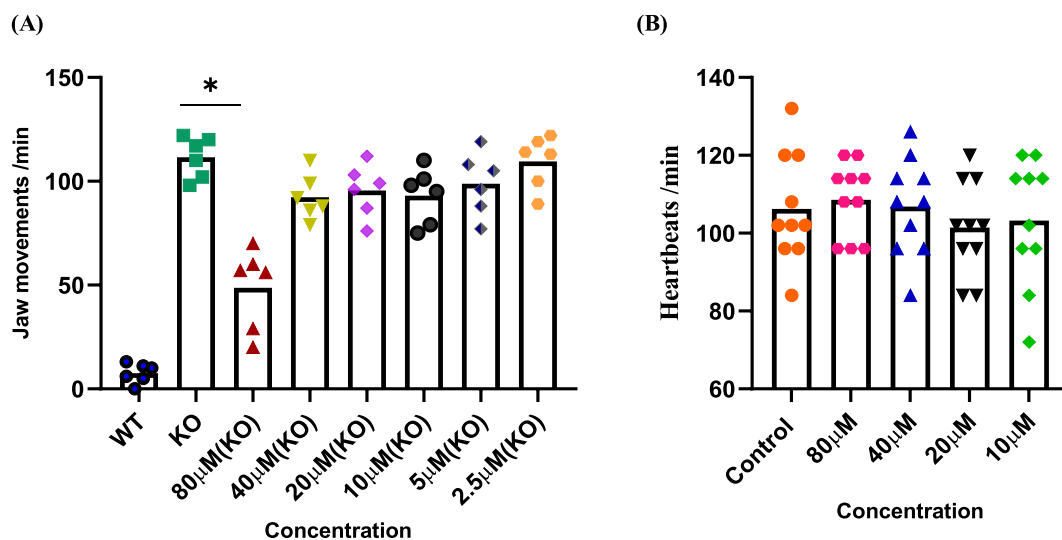 (A)
Jaw movements /min
150
100
50
0
*
WT
KO
80μM(KO)
40μM(KO)
20μM(KO)
10μM(KO)
5μM(KO)
2.5μM(KO)
Concentration
(B)
Heartbeats /min
140
120
100
80
60
Control
80μM
40μM
20μM
10μM
Concentration